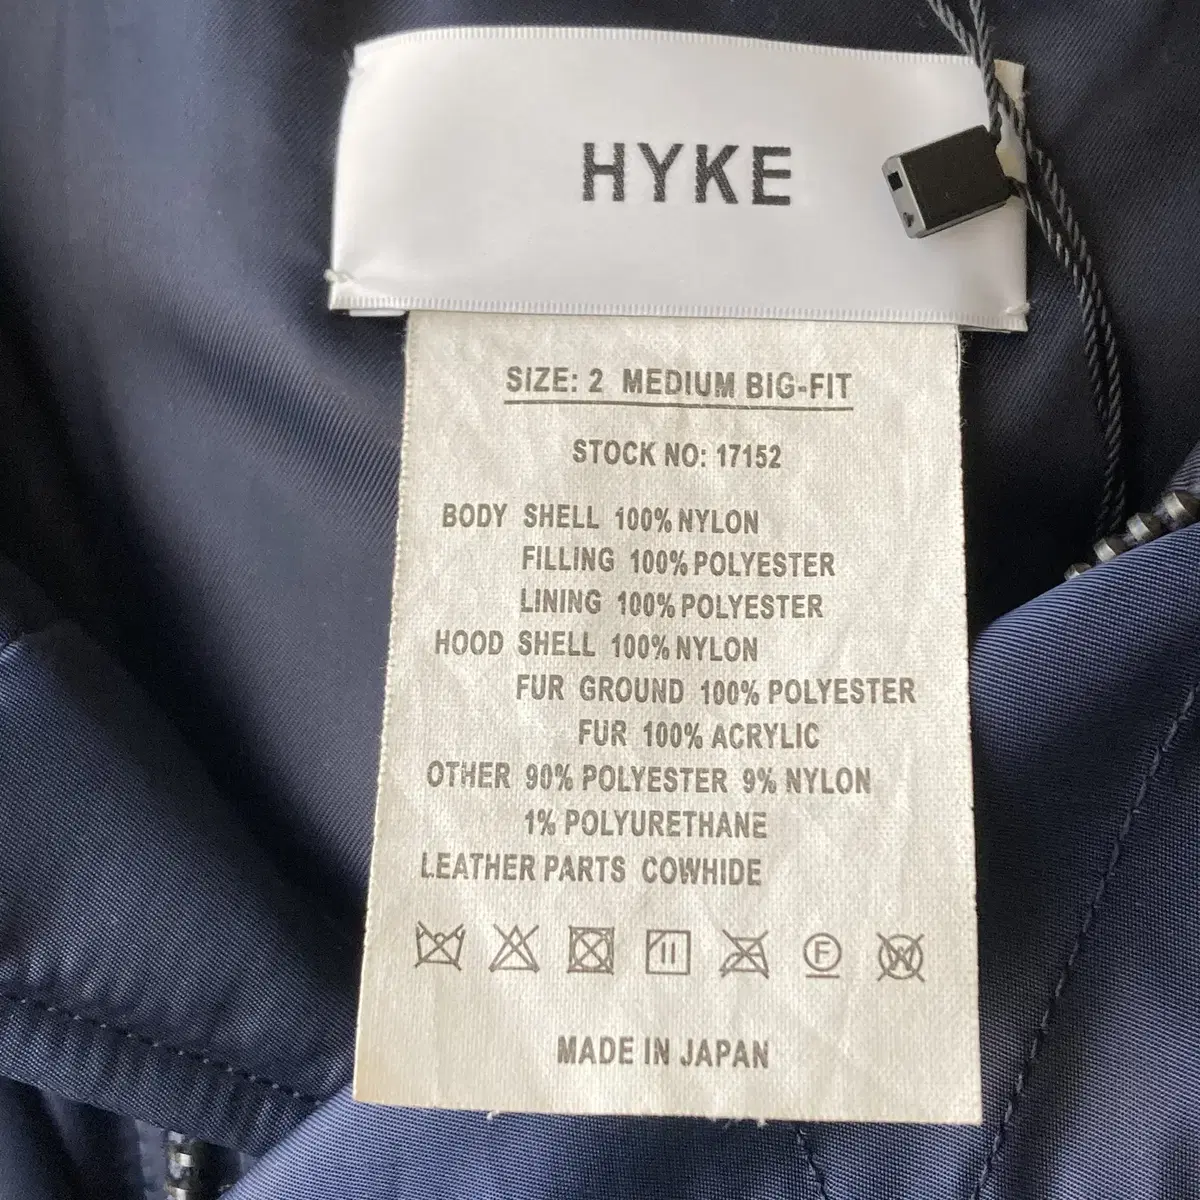 HYKE
SIZE: 2 MEDIUM BIG-FIT
STOCK NO: 17152
BODY SHELL 100% NYLON
FILLING 100% POLYESTER
LINING 100% POLYESTER
HOOD SHELL 100% NYLON
FUR GROUND 100% POLYESTER
FUR 100% ACRYLIC
OTHER 90% POLYESTER 9% NYLON
1% POLYURETHANE
LEATHER PARTS COWHIDE
F W
MADE IN JAPAN